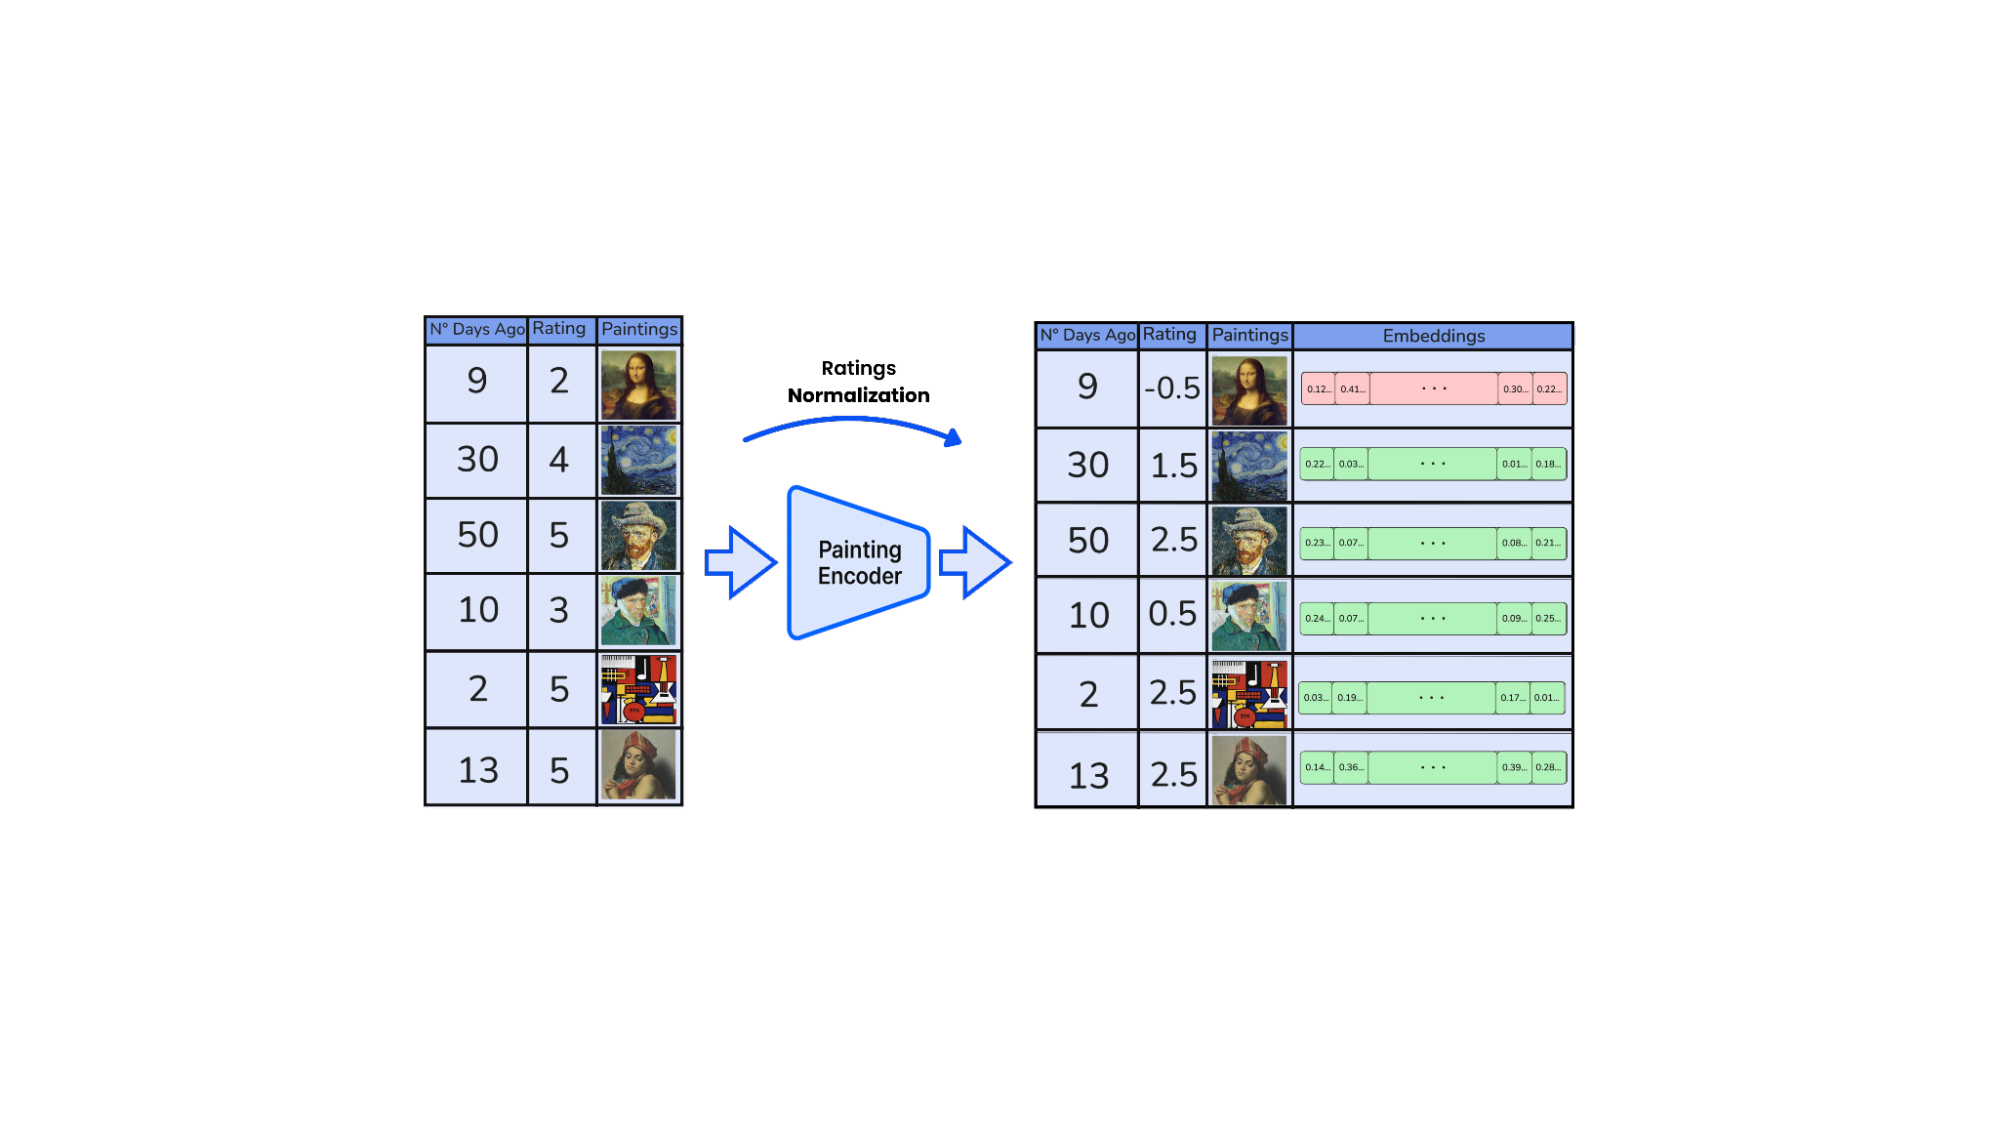 N° Days Ago Rating Paintings
9 2
30 4
50 5
10 3
2 5
13 5
Ratings
Normalization
Painting
Encoder
N° Days Ago Rating Paintings Embeddings
9 -0.5 0.12... 0.41... ... 0.30... 0.22...
30 1.5 0.22... 0.03... ... 0.01... 0.18...
50 2.5 0.23... 0.07... ... 0.08... 0.21...
10 0.5 0.24... 0.07... ... 0.09... 0.25...
2 2.5 0.03... 0.19... ... 0.17... 0.01...
13 2.5 0.14... 0.36... ... 0.39... 0.28...